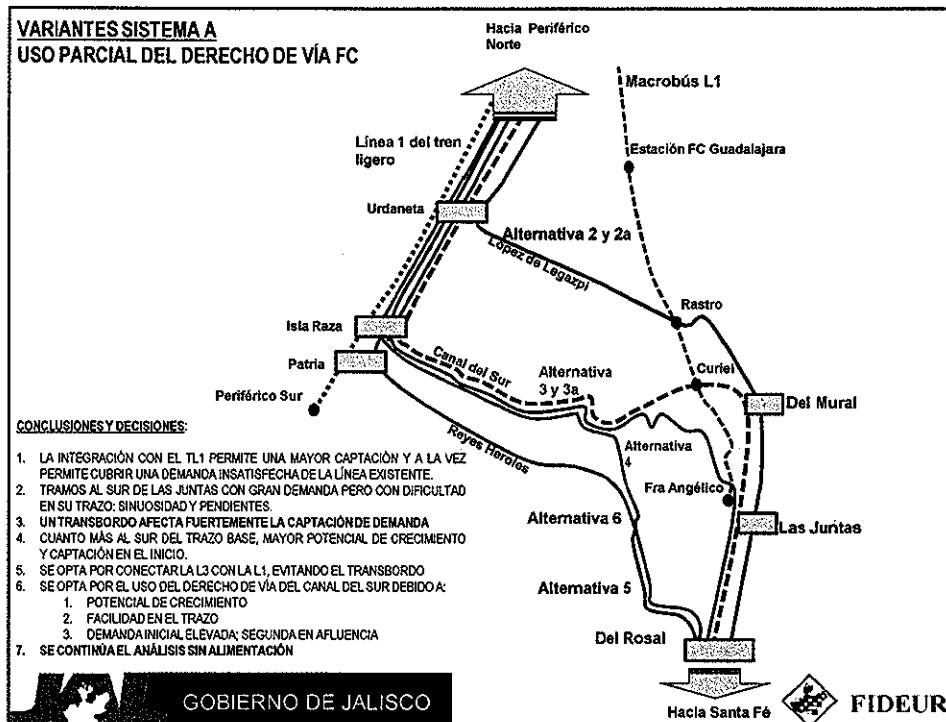 VARIANTES SISTEMA A
USO PARCIAL DEL DERECHO DE VÍA FC
Hacia Periférico
Norte
Macrobús L1
Línea 1 del tren
ligero
Estación FC Guadalajara
Urdaneta
Alternativa 2 y 2a
López de Legazpi
Rastro
Isla Raza
Canal del Sur
Alternativa
3 y 3a
Curiel
Patria
Del Mural
Periférico Sur
Reyes Heroles
Alternativa
4
Fra Angélico
Alternativa 6
Las Juntas
Alternativa 5
Del Rosal
Hacia Santa Fé
CONCLUSIONES Y DECISIONES:
1. LA INTEGRACIÓN CON EL TL1 PERMITE UNA MAYOR CAPTACIÓN Y A LA VEZ
PERMITE CUBRIR UNA DEMANDA INSATISFECHA DE LA LÍNEA EXISTENTE.
2. TRAMOS AL SUR DE LAS JUNTAS CON GRAN DEMANDA PERO CON DIFICULTAD
EN SU TRAZO: SINUOSIDAD Y PENDIENTES.
3. UN TRANSBORDO AFECTA FUERTEMENTE LA CAPTACIÓN DE DEMANDA
4. CUANTO MÁS AL SUR DEL TRAZO BASE, MAYOR POTENCIAL DE CRECIMIENTO
Y CAPTACIÓN EN EL INICIO.
5. SE OPTA POR CONECTAR LA L3 CON LA L1, EVITANDO EL TRANSBORDO
6. SE OPTA POR EL USO DEL DERECHO DE VÍA DEL CANAL DEL SUR DEBIDO A:
1. POTENCIAL DE CRECIMIENTO
2. FACILIDAD EN EL TRAZO
3. DEMANDA INICIAL ELEVADA; SEGUNDA EN AFLUENCIA
7. SE CONTINÚA EL ANÁLISIS SIN ALIMENTACIÓN
GOBIERNO DE JALISCO
FIDEUR